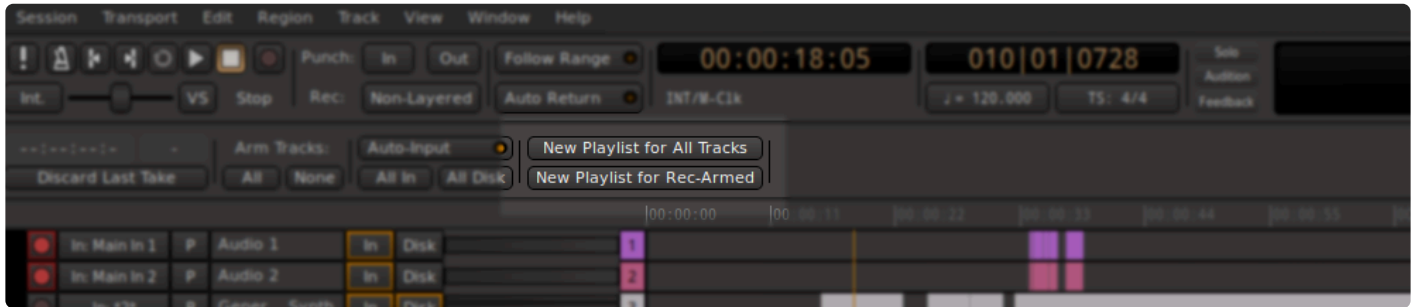 Session Transport Edit Region Track View Window Help
Punch: In Out Follow Range 00:00:18:05 010|01|0728 Solo
Audition
Int. VS Stop Rec: Non-Layered Auto Return INT/M-Clk ♩ = 120.000 TS: 4/4 Feedback
--:--:--:- - Arm Tracks: Auto-Input New Playlist for All Tracks
Discard Last Take All None All In All Disk New Playlist for Rec-Armed
00:00:00 00:00:11 00:00:22 00:00:33 00:00:44 00:00:55
In: Main In 1 P Audio 1 In Disk 1
In: Main In 2 P Audio 2 In Disk 2